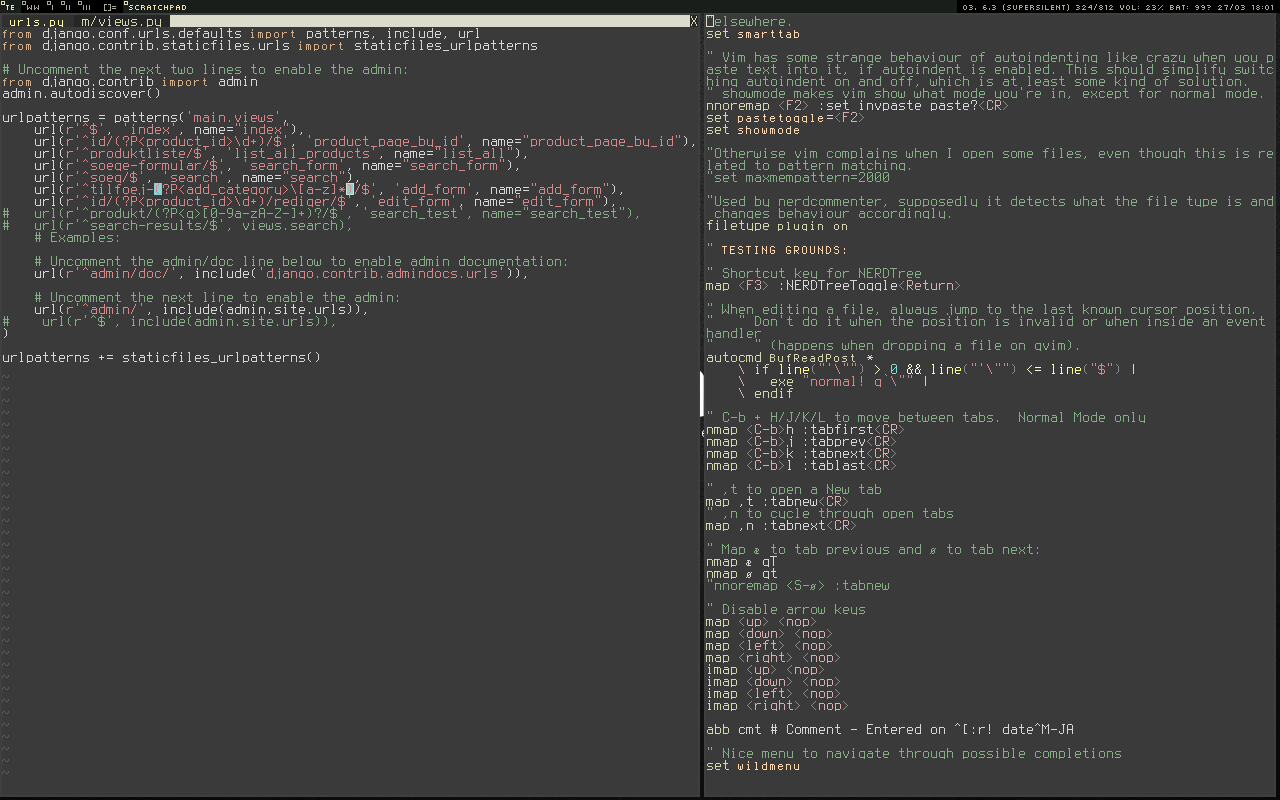 TE WW II III []= SCRATCHPAD
03. 6.3 (SUPERSILENT) 324/812 VOL: 23% BAT: 99? 27/03 18:01
urls.py m/views.py X
from django.conf.urls.defaults import patterns, include, url
from django.contrib.staticfiles.urls import staticfiles_urlpatterns
# Uncomment the next two lines to enable the admin:
from django.contrib import admin
admin.autodiscover()
urlpatterns = patterns('main.views',
    url(r'^$', 'index', name="index"),
    url(r'^id/(?P<product_id>\d+)/$', 'product_page_by_id', name="product_page_by_id"),
    url(r'^produktliste/$', 'list_all_products', name="list_all"),
    url(r'^soege-formular/$', 'search_form', name="search_form"),
    url(r'^soeg/$', 'search', name="search"),
    url(r'^tilfoej-(?P<add_category>\[a-z]*)/$', 'add_form', name="add_form"),
    url(r'^id/(?P<product_id>\d+)/rediger/$', 'edit_form', name="edit_form"),
#   url(r'^produkt/(?P<q>[0-9a-zA-Z-]+)?/$', 'search_test', name="search_test"),
#   url(r'^search-results/$', views.search),
    # Examples:
    # Uncomment the admin/doc line below to enable admin documentation:
    url(r'^admin/doc/', include('django.contrib.admindocs.urls')),
    # Uncomment the next line to enable the admin:
    url(r'^admin/', include(admin.site.urls)),
#    url(r'^$', include(admin.site.urls)),
)
urlpatterns += staticfiles_urlpatterns()
elsewhere.
set smarttab
" Vim has some strange behaviour of autoindenting like crazy when you p
aste text into it, if autoindent is enabled. This should simplify switc
hing autoindent on and off, which is at least some kind of solution.
" showmode makes vim show what mode you're in, except for normal mode.
nnoremap <F2> :set invpaste paste?<CR>
set pastetoggle=<F2>
set showmode
"Otherwise vim complains when I open some files, even though this is re
lated to pattern matching.
"set maxmempattern=2000
"Used by nerdcommenter, supposedly it detects what the file type is and
 changes behaviour accordingly.
filetype plugin on
" TESTING GROUNDS:
" Shortcut key for NERDTree
map <F3> :NERDTreeToggle<Return>
" When editing a file, always jump to the last known cursor position.
"   " Don't do it when the position is invalid or when inside an event
handler
"     " (happens when dropping a file on gvim).
autocmd BufReadPost *
    \ if line("'\"") > 0 && line("'\"") <= line("$") |
    \   exe "normal! g`\"" |
    \ endif
" C-b + H/J/K/L to move between tabs.  Normal Mode only
nmap <C-b>h :tabfirst<CR>
nmap <C-b>j :tabprev<CR>
nmap <C-b>k :tabnext<CR>
nmap <C-b>l :tablast<CR>
" ,t to open a New tab
map ,t :tabnew<CR>
" ,n to cycle through open tabs
map ,n :tabnext<CR>
" Map æ to tab previous and ø to tab next:
nmap æ gT
nmap ø gt
"nnoremap <S-ø> :tabnew
" Disable arrow keys
map <up> <nop>
map <down> <nop>
map <left> <nop>
map <right> <nop>
imap <up> <nop>
imap <down> <nop>
imap <left> <nop>
imap <right> <nop>
abb cmt # Comment - Entered on ^[:r! date^M-JA
" Nice menu to navigate through possible completions
set wildmenu